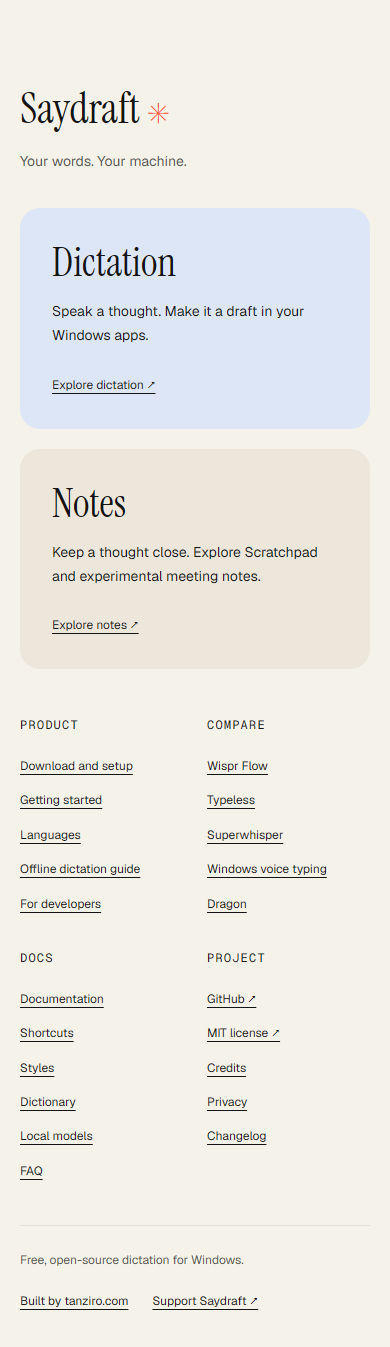 Saydraft
Your words. Your machine.
Dictation
Speak a thought. Make it a draft in your
Windows apps.
Explore dictation ↗
Notes
Keep a thought close. Explore Scratchpad
and experimental meeting notes.
Explore notes ↗
PRODUCT
Download and setup
Getting started
Languages
Offline dictation guide
For developers
COMPARE
Wispr Flow
Typeless
Superwhisper
Windows voice typing
Dragon
DOCS
Documentation
Shortcuts
Styles
Dictionary
Local models
FAQ
PROJECT
GitHub ↗
MIT license ↗
Credits
Privacy
Changelog
Free, open-source dictation for Windows.
Built by tanziro.com
Support Saydraft ↗